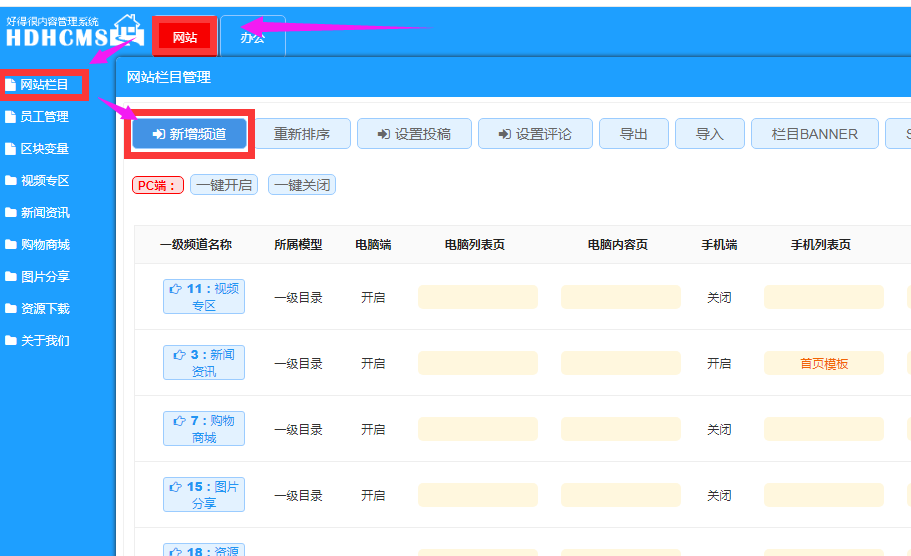 好得很内容管理系统
HDHCMS
网站
办公
网站栏目
员工管理
区块变量
视频专区
新闻资讯
购物商城
图片分享
资源下载
关于我们
网站栏目管理
新增频道
重新排序
设置投稿
设置评论
导出
导入
栏目BANNER
S
PC端：
一键开启
一键关闭
一级频道名称 所属模型 电脑端 电脑列表页 电脑内容页 手机端 手机列表页
11：视频
专区
一级目录 开启 关闭
3：新闻
资讯
一级目录 开启 开启 首页模板
7：购物
商城
一级目录 开启 关闭
15：图片
分享
一级目录 开启 关闭
18：资源